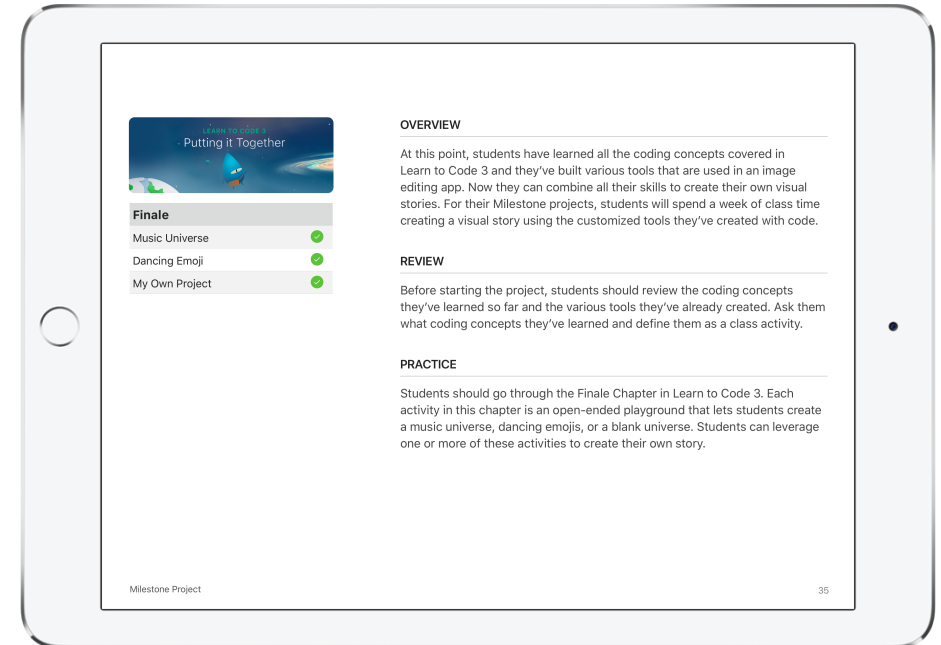 LEARN TO CODE 3
Putting it Together
Finale
Music Universe
Dancing Emoji
My Own Project
OVERVIEW
At this point, students have learned all the coding concepts covered in
Learn to Code 3 and they’ve built various tools that are used in an image
editing app. Now they can combine all their skills to create their own visual
stories. For their Milestone projects, students will spend a week of class time
creating a visual story using the customized tools they’ve created with code.
REVIEW
Before starting the project, students should review the coding concepts
they’ve learned so far and the various tools they’ve already created. Ask them
what coding concepts they’ve learned and define them as a class activity.
PRACTICE
Students should go through the Finale Chapter in Learn to Code 3. Each
activity in this chapter is an open-ended playground that lets students create
a music universe, dancing emojis, or a blank universe. Students can leverage
one or more of these activities to create their own story.
Milestone Project
35